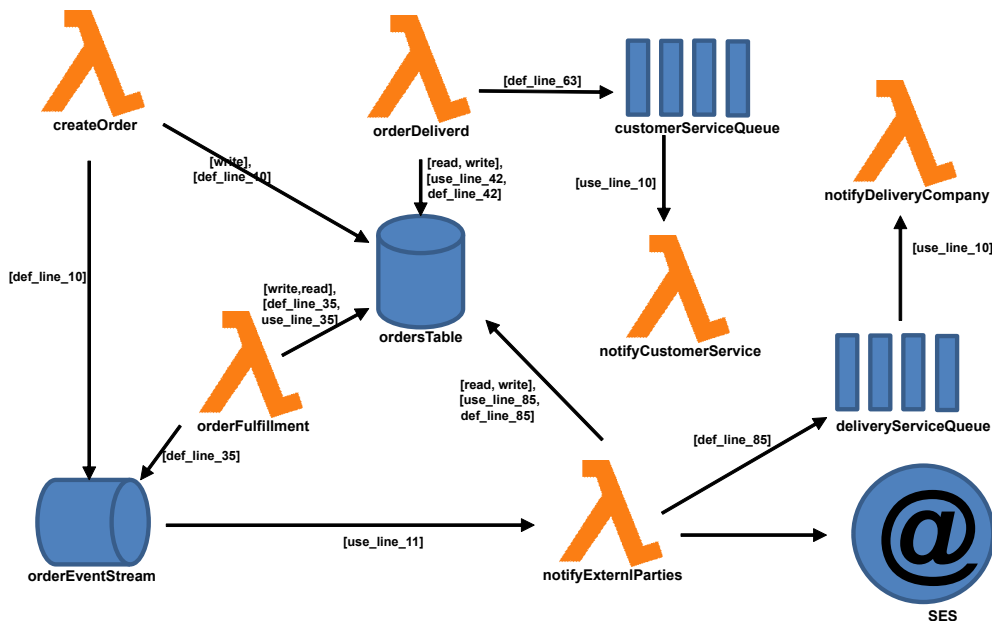 createOrder
orderDeliverd
[def_line_63]
customerServiceQueue
[write],
[def_line_10]
[read, write],
[use_line_42,
def_line_42]
[use_line_10]
notifyDeliveryCompany
[def_line_10]
[use_line_10]
[write,read],
[def_line_35,
use_line_35]
ordersTable
notifyCustomerService
orderFulfillment
[read, write],
[use_line_85,
def_line_85]
deliveryServiceQueue
[def_line_35]
[def_line_85]
[use_line_11]
@
orderEventStream
notifyExternlParties
SES